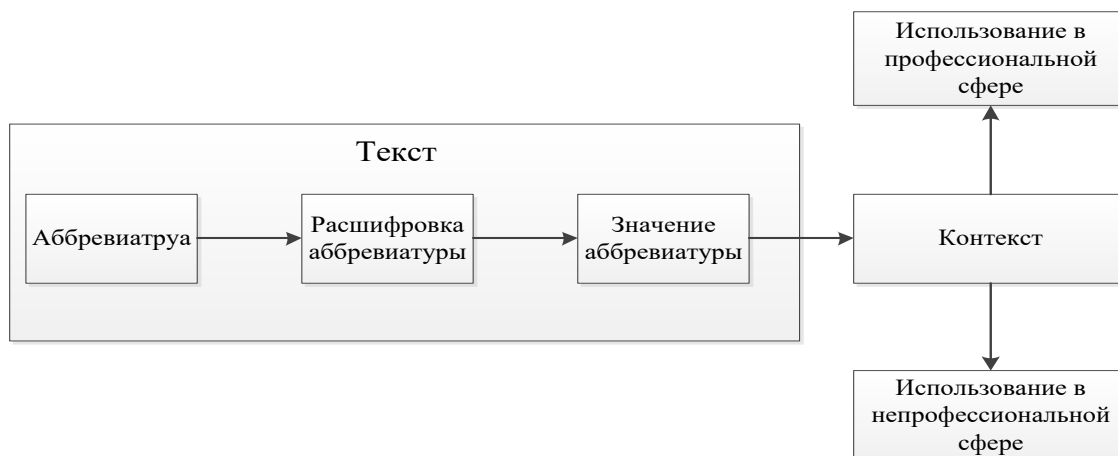 Использование в
профессиональной
сфере
Текст
Аббревиатруа
Расшифровка
аббревиатуры
Значение
аббревиатуры
Контекст
Использование в
непрофессиональной
сфере